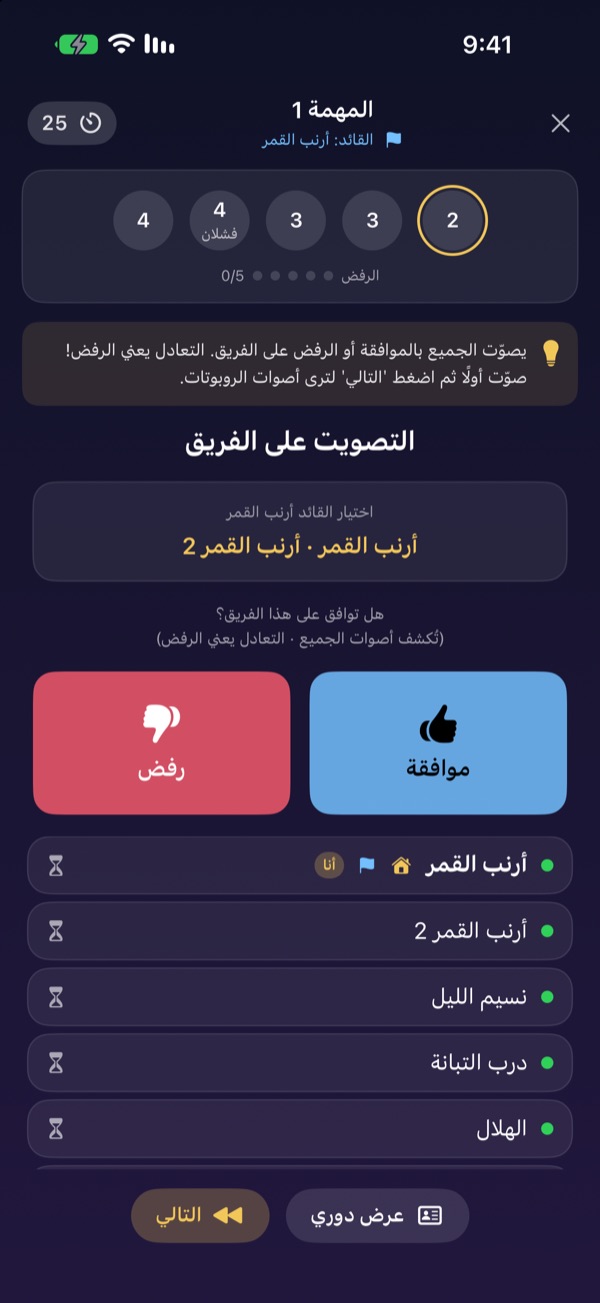 9:41
المهمة 1
القائد: أرنب القمر
25
2
3
3
4
فشلان
4
الرفض
0/5
يصوّت الجميع بالموافقة أو الرفض على الفريق. التعادل يعني الرفض!
صوّت أولًا ثم اضغط 'التالي' لترى أصوات الروبوتات.
التصويت على الفريق
اختيار القائد أرنب القمر
أرنب القمر · أرنب القمر 2
هل توافق على هذا الفريق؟
(تُكشف أصوات الجميع · التعادل يعني الرفض)
موافقة
رفض
أرنب القمر أنا
أرنب القمر 2
نسيم الليل
درب التبانة
الهلال
عرض دوري
التالي